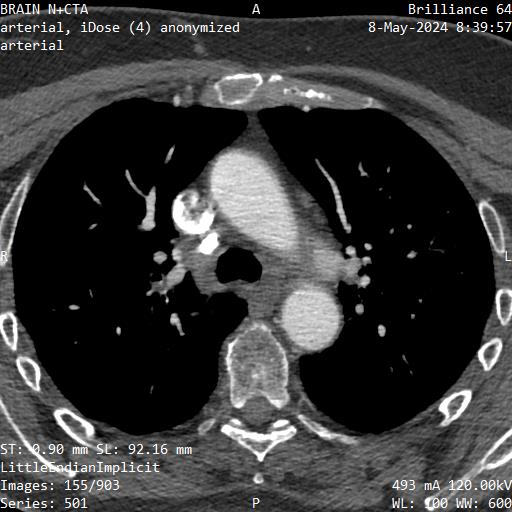 BRAIN N+CTA
A
Brilliance 64
arterial, iDose (4) anonymized
8-May-2024 8:39:57
arterial
R
L
ST: 0.90 mm SL: 92.16 mm
LittleEndianImplicit
Images: 155/903
493 mA 120.00kV
Series: 501
P
WL: 100 WW: 600